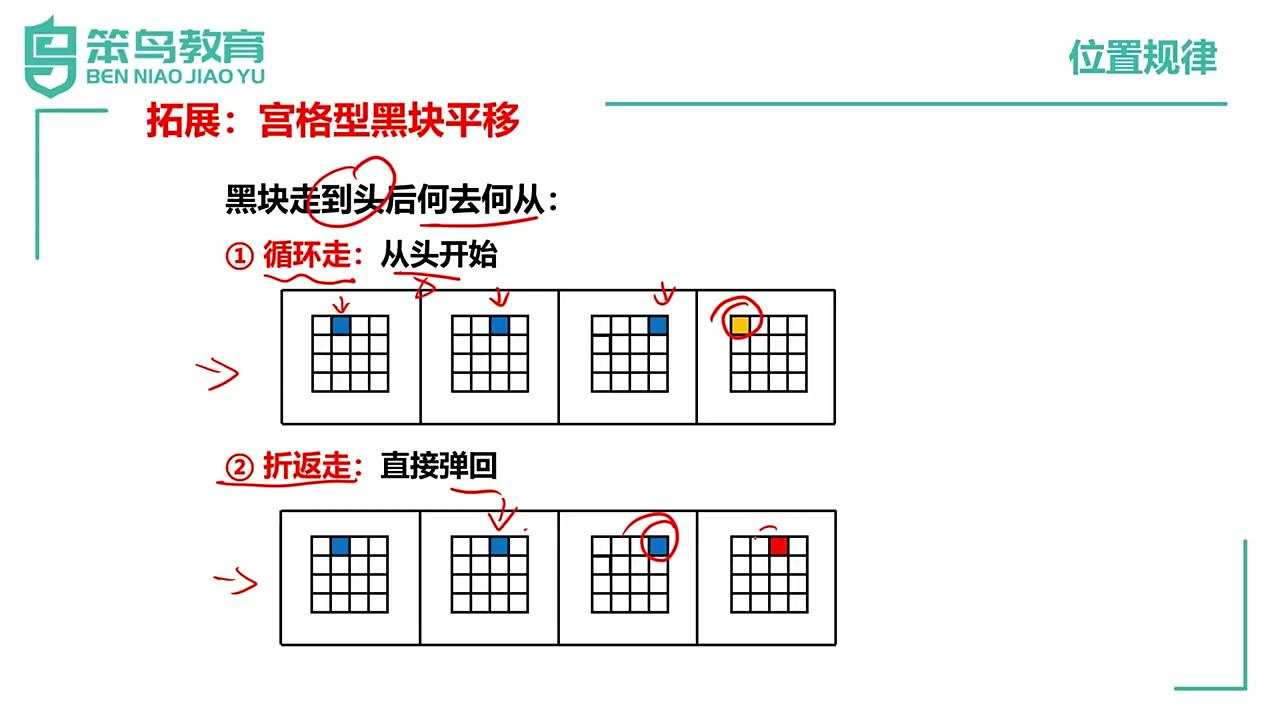 笨鸟教育
BEN NIAO JIAO YU
位置规律
拓展：宫格型黑块平移
黑块走到头后何去何从：
① 循环走：从头开始
② 折返走：直接弹回